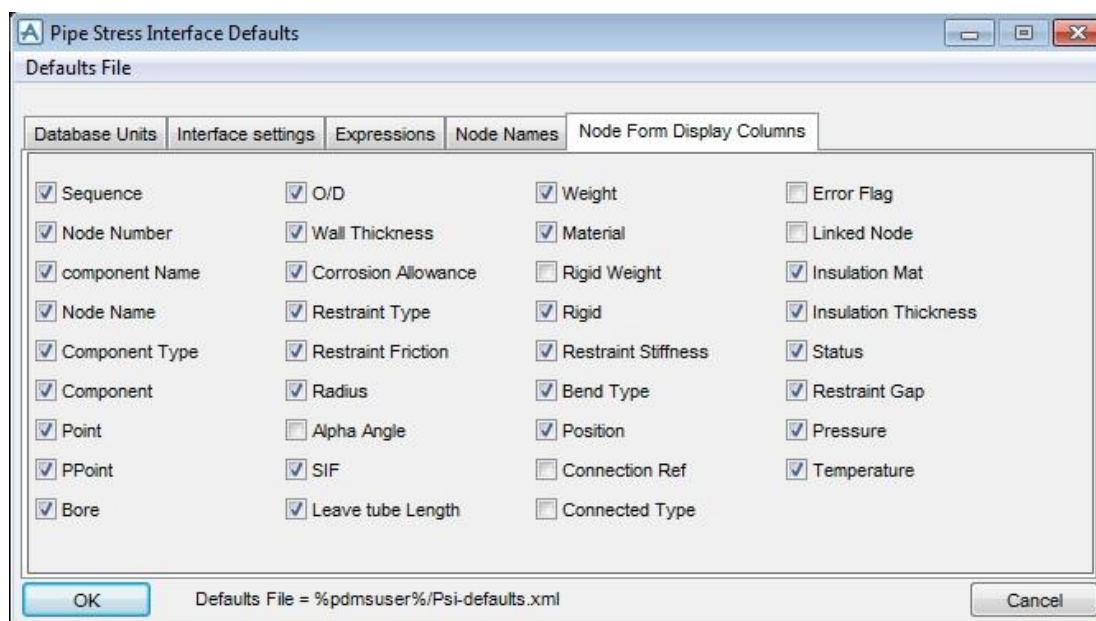 Pipe Stress Interface Defaults
Defaults File
Database Units Interface settings Expressions Node Names Node Form Display Columns
Sequence O/D Weight Error Flag
Node Number Wall Thickness Material Linked Node
component Name Corrosion Allowance Rigid Weight Insulation Mat
Node Name Restraint Type Rigid Insulation Thickness
Component Type Restraint Friction Restraint Stiffness Status
Component Radius Bend Type Restraint Gap
Point Alpha Angle Position Pressure
PPoint SIF Connection Ref Temperature
Bore Leave tube Length Connected Type
OK Defaults File = %pdmsuser%/Psi-defaults.xml Cancel